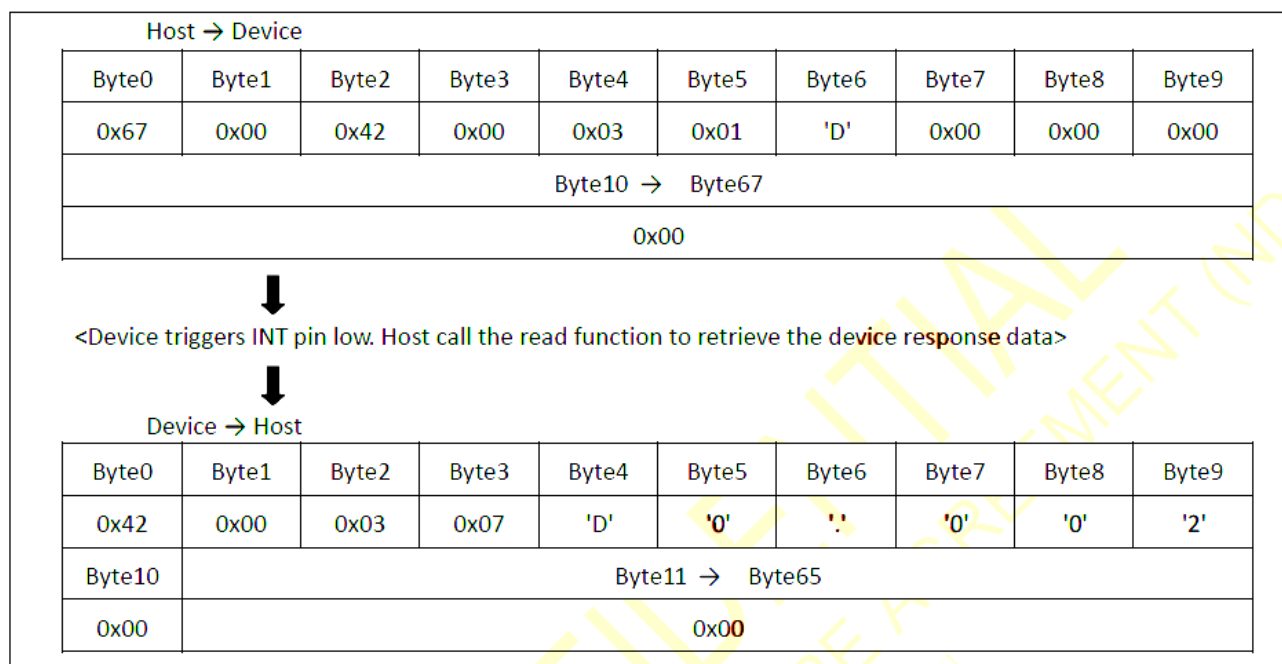 Host → Device
Byte0 Byte1 Byte2 Byte3 Byte4 Byte5 Byte6 Byte7 Byte8 Byte9
0x67 0x00 0x42 0x00 0x03 0x01 'D' 0x00 0x00 0x00
Byte10 → Byte67
0x00
<Device triggers INT pin low. Host call the read function to retrieve the device response data>
Device → Host
Byte0 Byte1 Byte2 Byte3 Byte4 Byte5 Byte6 Byte7 Byte8 Byte9
0x42 0x00 0x03 0x07 'D' '0' '.' '0' '0' '2'
Byte10 Byte11 → Byte65
0x00 0x00